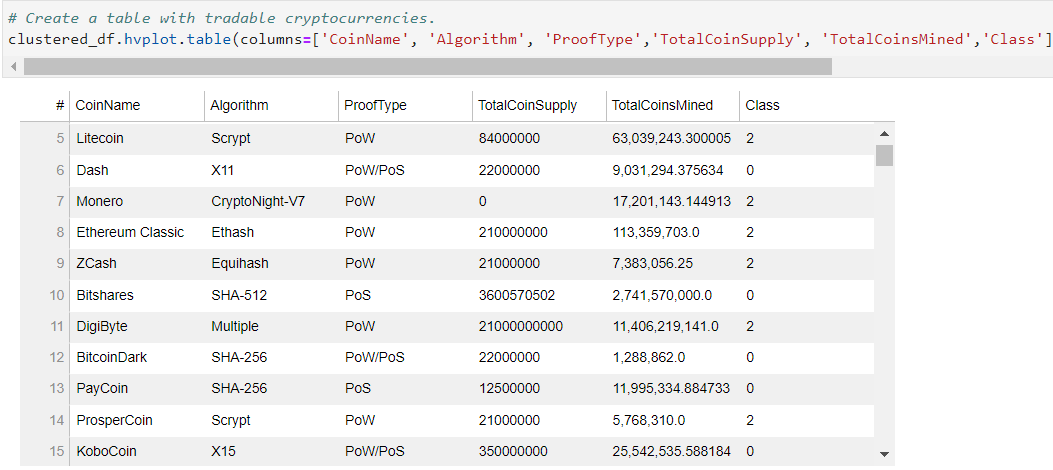 # Create a table with tradable cryptocurrencies.
clustered_df.hvplot.table(columns=['CoinName', 'Algorithm', 'ProofType','TotalCoinSupply', 'TotalCoinsMined','Class']
# CoinName Algorithm ProofType TotalCoinSupply TotalCoinsMined Class
5 Litecoin Scrypt PoW 84000000 63,039,243.300005 2
6 Dash X11 PoW/PoS 22000000 9,031,294.375634 0
7 Monero CryptoNight-V7 PoW 0 17,201,143.144913 2
8 Ethereum Classic Ethash PoW 210000000 113,359,703.0 2
9 ZCash Equihash PoW 21000000 7,383,056.25 2
10 Bitshares SHA-512 PoS 3600570502 2,741,570,000.0 0
11 DigiByte Multiple PoW 21000000000 11,406,219,141.0 2
12 BitcoinDark SHA-256 PoW/PoS 22000000 1,288,862.0 0
13 PayCoin SHA-256 PoS 12500000 11,995,334.884733 0
14 ProsperCoin Scrypt PoW 21000000 5,768,310.0 2
15 KoboCoin X15 PoW/PoS 350000000 25,542,535.588184 0